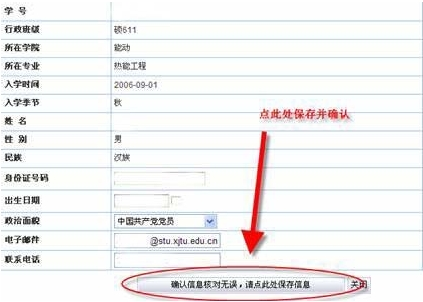 学 号
行政班级 硕611
所在学院 能动
所在专业 热能工程
入学时间 2006-09-01
入学季节 秋
点此处保存并确认
姓 名
性 别 男
民族 汉族
身份证号码
出生日期
政治面貌 中国共产党党员
电子邮件 @stu.xjtu.edu.cn
联系电话
确认信息核对无误，请点此处保存信息 关闭